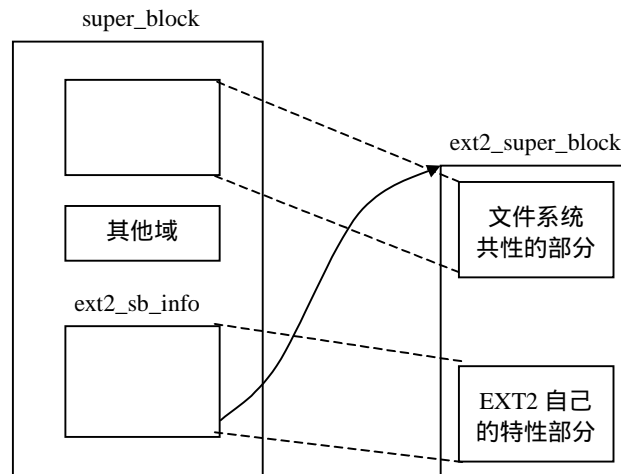 super_block
ext2_super_block
文件系统
共性的部分
其他域
ext2_sb_info
EXT2 自己
的特性部分